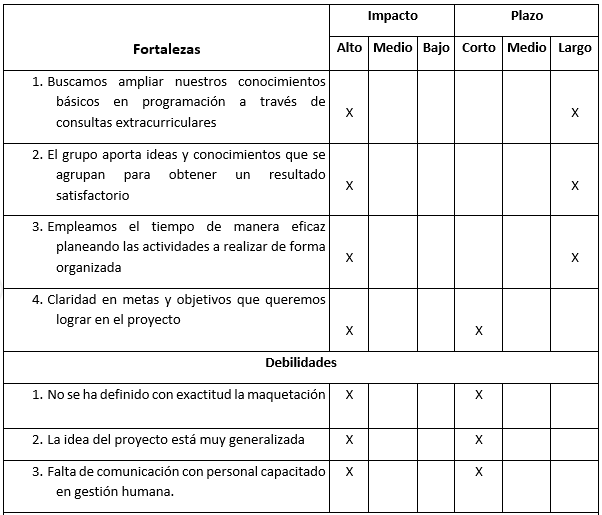 Fortalezas
Impacto
Plazo
Alto Medio Bajo Corto Medio Largo
1. Buscamos ampliar nuestros conocimientos
básicos en programación a través de
consultas extracurriculares
X X
2. El grupo aporta ideas y conocimientos que se
agrupan para obtener un resultado
satisfactorio
X X
3. Empleamos el tiempo de manera eficaz
planeando las actividades a realizar de forma
organizada
X X
4. Claridad en metas y objetivos que queremos
lograr en el proyecto
X X
Debilidades
1. No se ha definido con exactitud la maquetación X X
2. La idea del proyecto está muy generalizada X X
3. Falta de comunicación con personal capacitado X X
en gestión humana.